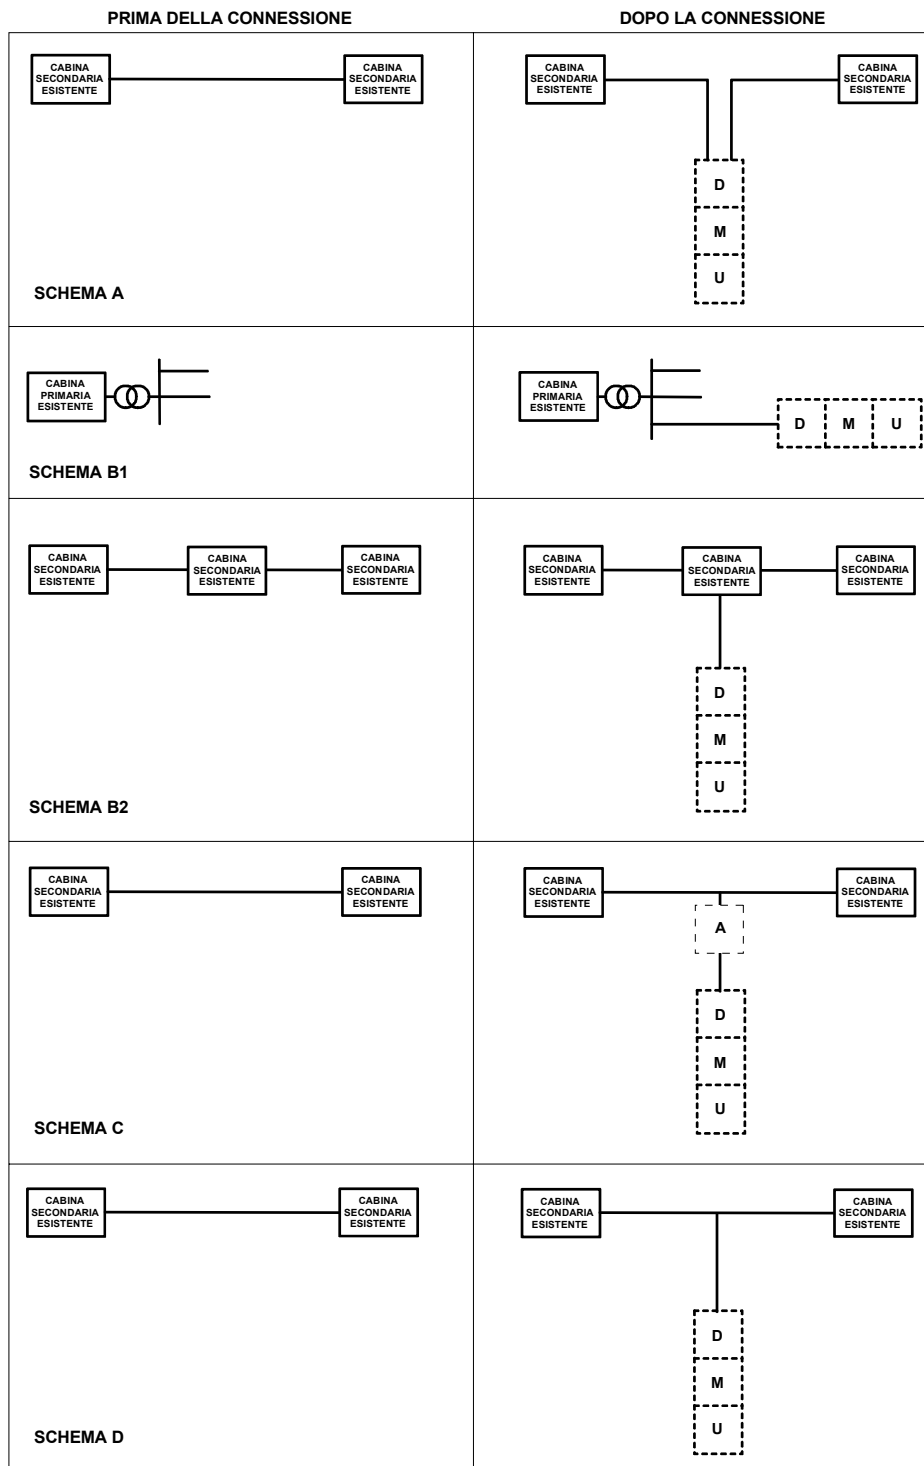 PRIMA DELLA CONNESSIONE
DOPO LA CONNESSIONE
CABINA
SECONDARIA
ESISTENTE
CABINA
SECONDARIA
ESISTENTE
SCHEMA A
CABINA
SECONDARIA
ESISTENTE
CABINA
SECONDARIA
ESISTENTE
D
M
U
CABINA
PRIMARIA
ESISTENTE
SCHEMA B1
CABINA
PRIMARIA
ESISTENTE
D M U
CABINA
SECONDARIA
ESISTENTE
CABINA
SECONDARIA
ESISTENTE
CABINA
SECONDARIA
ESISTENTE
SCHEMA B2
CABINA
SECONDARIA
ESISTENTE
CABINA
SECONDARIA
ESISTENTE
CABINA
SECONDARIA
ESISTENTE
D
M
U
CABINA
SECONDARIA
ESISTENTE
CABINA
SECONDARIA
ESISTENTE
SCHEMA C
CABINA
SECONDARIA
ESISTENTE
CABINA
SECONDARIA
ESISTENTE
A
D
M
U
CABINA
SECONDARIA
ESISTENTE
CABINA
SECONDARIA
ESISTENTE
SCHEMA D
CABINA
SECONDARIA
ESISTENTE
CABINA
SECONDARIA
ESISTENTE
D
M
U